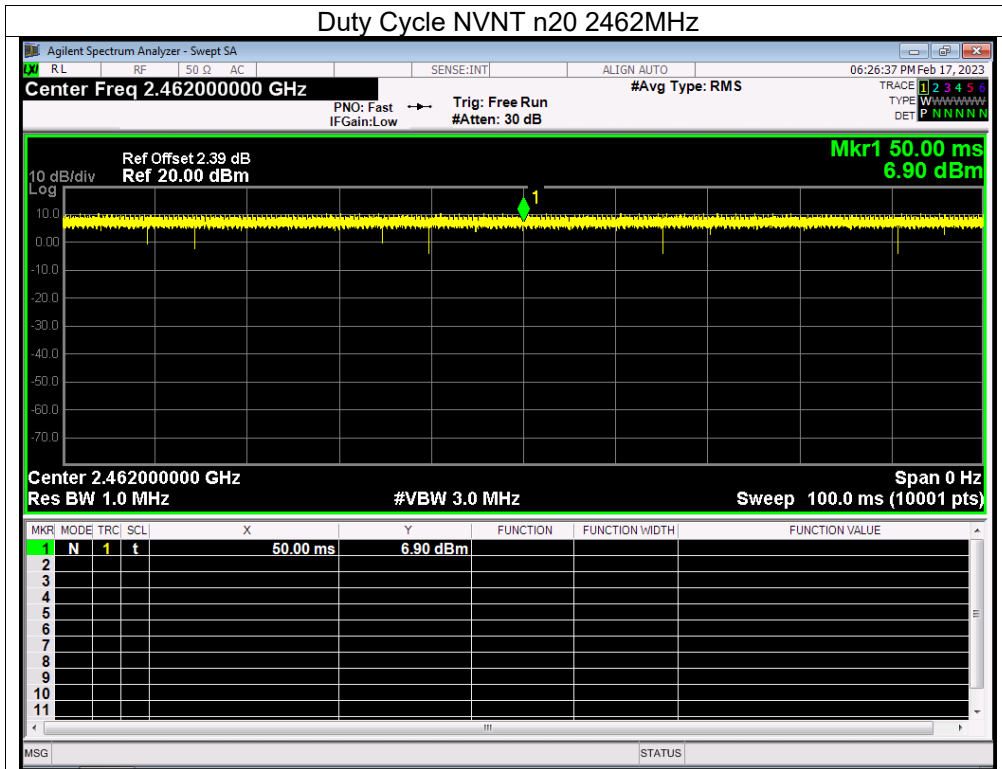 Duty Cycle NVNT n20 2462MHz
Agilent Spectrum Analyzer - Swept SA
LXI RL RF 50 Ω AC SENSE:INT ALIGN AUTO 06:26:37 PM Feb 17, 2023
Center Freq 2.462000000 GHz #Avg Type: RMS TRACE 1 2 3 4 5 6
PNO: Fast Trig: Free Run TYPE WWWWWW
IFGain:Low #Atten: 30 dB DET P N N N N N
Mkr1 50.00 ms
6.90 dBm
Ref Offset 2.39 dB
10 dB/div Ref 20.00 dBm
Log
1
10.0
0.00
-10.0
-20.0
-30.0
-40.0
-50.0
-60.0
-70.0
Center 2.462000000 GHz Span 0 Hz
Res BW 1.0 MHz #VBW 3.0 MHz Sweep 100.0 ms (10001 pts)
MKR MODE TRC SCL X Y FUNCTION FUNCTION WIDTH FUNCTION VALUE
1 N 1 t 50.00 ms 6.90 dBm
2
3
4
5
6
7
8
9
10
11
MSG STATUS